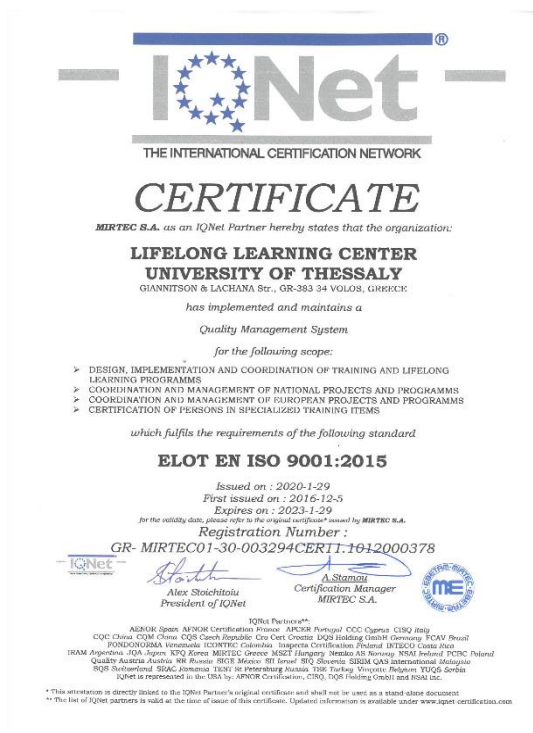 IQNet ®
THE INTERNATIONAL CERTIFICATION NETWORK
CERTIFICATE
MIRTEC S.A. as an IQNet Partner hereby states that the organization:
LIFELONG LEARNING CENTER
UNIVERSITY OF THESSALY
GIANNITSON & LACHANA Str., GR-383 34 VOLOS, GREECE
has implemented and maintains a
Quality Management System
for the following scope:
➢ DESIGN, IMPLEMENTATION AND COORDINATION OF TRAINING AND LIFELONG
LEARNING PROGRAMMS
➢ COORDINATION AND MANAGEMENT OF NATIONAL PROJECTS AND PROGRAMMS
➢ COORDINATION AND MANAGEMENT OF EUROPEAN PROJECTS AND PROGRAMMS
➢ CERTIFICATION OF PERSONS IN SPECIALIZED TRAINING ITEMS
which fulfils the requirements of the following standard
ELOT EN ISO 9001:2015
Issued on : 2020-1-29
First issued on : 2016-12-5
Expires on : 2023-1-29
for the validity date, please refer to the original certificate* issued by MIRTEC S.A.
Registration Number :
GR- MIRTEC01-30-003294CERT1.1012000378
IQNet
Alex Stoichitoiu
President of IQNet
A.Stamou
Certification Manager
MIRTEC S.A.
ΕΒΕΤΑΜ-MIRTEC
IQNet Partners**:
AENOR Spain AFNOR Certification France APCER Portugal CCC Cyprus CISQ Italy
CQC China CQM China CQS Czech Republic Cro Cert Croatia DQS Holding GmbH Germany FCAV Brazil
FONDONORMA Venezuela ICONTEC Colombia Inspecta Certification Finland INTECO Costa Rica
IRAM Argentina JQA Japan KFQ Korea MIRTEC Greece MSZT Hungary Nemko AS Norway NSAI Ireland PCBC Poland
Quality Austria Austria RR Russia SIGE México SII Israel SIQ Slovenia SIRIM QAS International Malaysia
SQS Switzerland SRAC Romania TEST St Petersburg Russia TSE Turkey Vinçotte Belgium YUQS Serbia
IQNet is represented in the USA by: AFNOR Certification, CISQ, DQS Holding GmbH and NSAI Inc.
* This attestation is directly linked to the IQNet Partner's original certificate and shall not be used as a stand-alone document
** The list of IQNet partners is valid at the time of issue of this certificate. Updated information is available under www.iqnet-certification.com